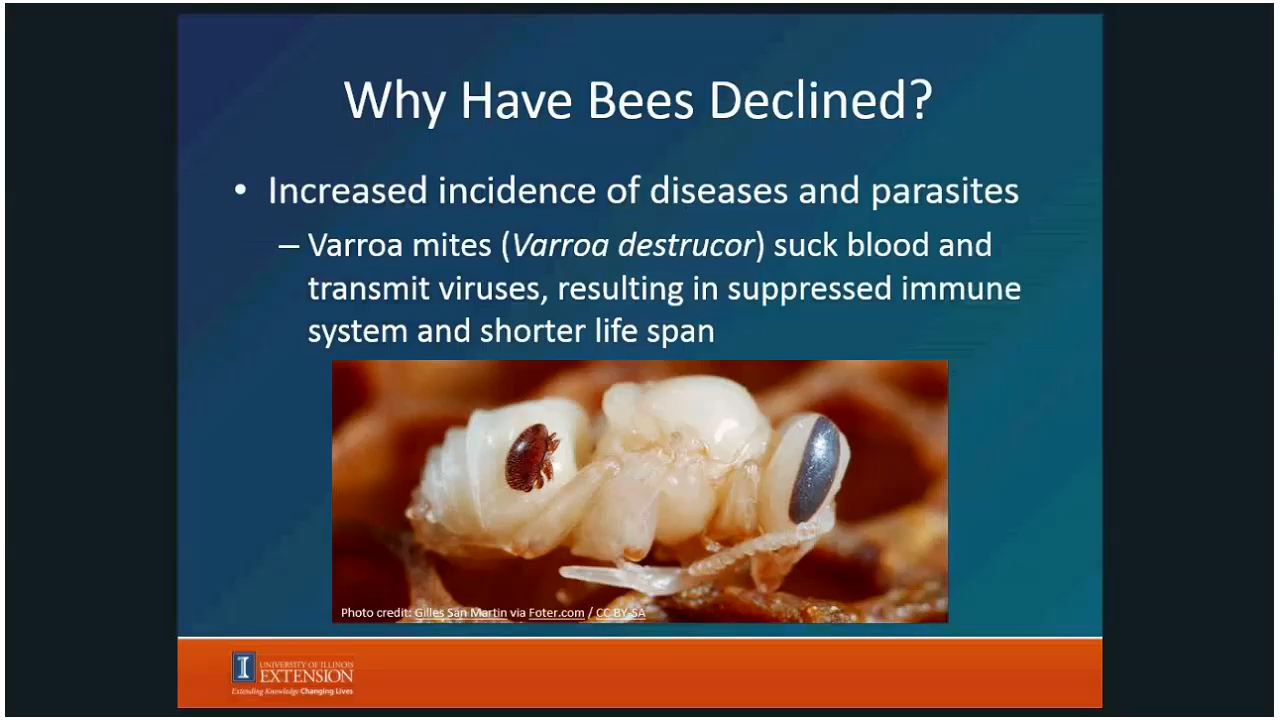 Why Have Bees Declined?
• Increased incidence of diseases and parasites
– Varroa mites (Varroa destrucor) suck blood and
transmit viruses, resulting in suppressed immune
system and shorter life span
Photo credit: Gilles San Martin via Foter.com / CC BY-SA
I
UNIVERSITY OF ILLINOIS
EXTENSION
Extending Knowledge Changing Lives